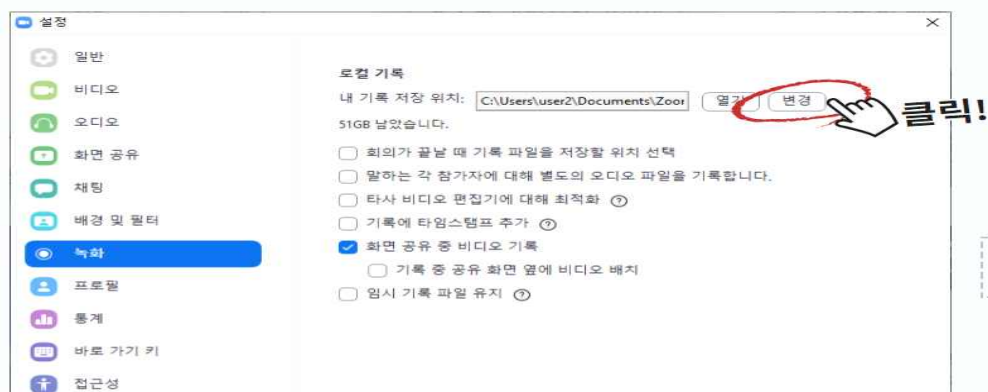 설정
일반
비디오
오디오
화면 공유
채팅
배경 및 필터
녹화
프로필
통계
바로 가기 키
접근성
로컬 기록
내 기록 저장 위치: C:\Users\user2\Documents\Zoor 열기 변경
클릭!
51GB 남았습니다.
회의가 끝날 때 기록 파일을 저장할 위치 선택
말하는 각 참가자에 대해 별도의 오디오 파일을 기록합니다.
타사 비디오 편집기에 대해 최적화
기록에 타임스탬프 추가
화면 공유 중 비디오 기록
기록 중 공유 화면 옆에 비디오 배치
임시 기록 파일 유지